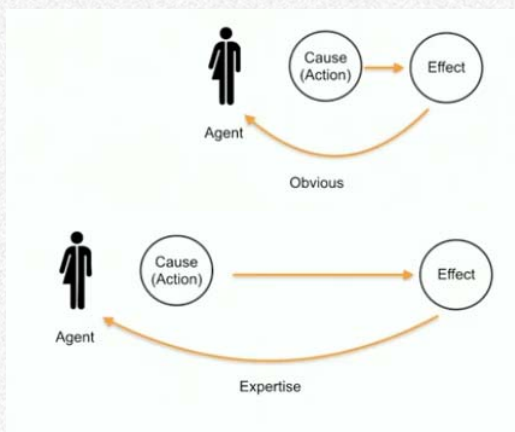 Cause
(Action)
Effect
Agent
Obvious
Cause
(Action)
Effect
Agent
Expertise